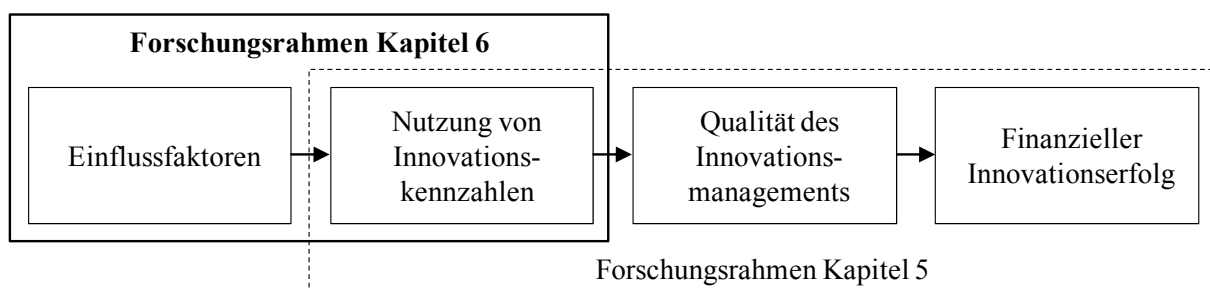 Forschungsrahmen Kapitel 6
Einflussfaktoren
Nutzung von
Innovations-
kennzahlen
Qualität des
Innovations-
managements
Finanzieller
Innovationserfolg
Forschungsrahmen Kapitel 5